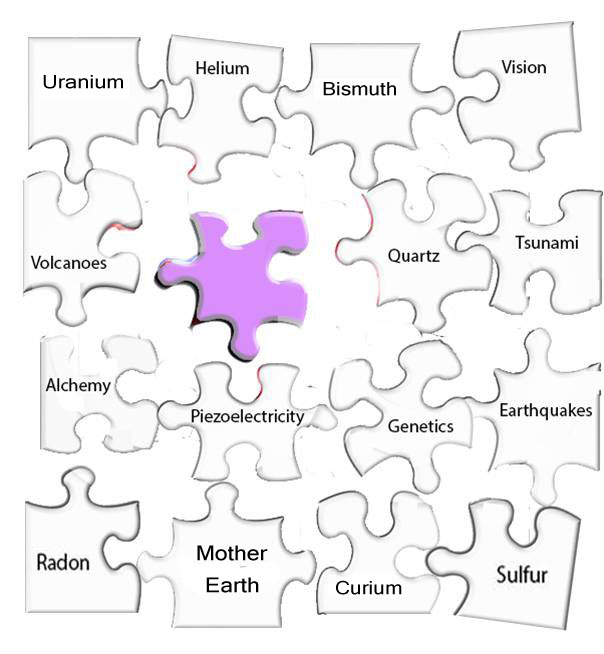 Uranium
Helium
Bismuth
Vision
Volcanoes
Quartz
Tsunami
Alchemy
Piezoelectricity
Genetics
Earthquakes
Radon
Mother
Earth
Curium
Sulfur